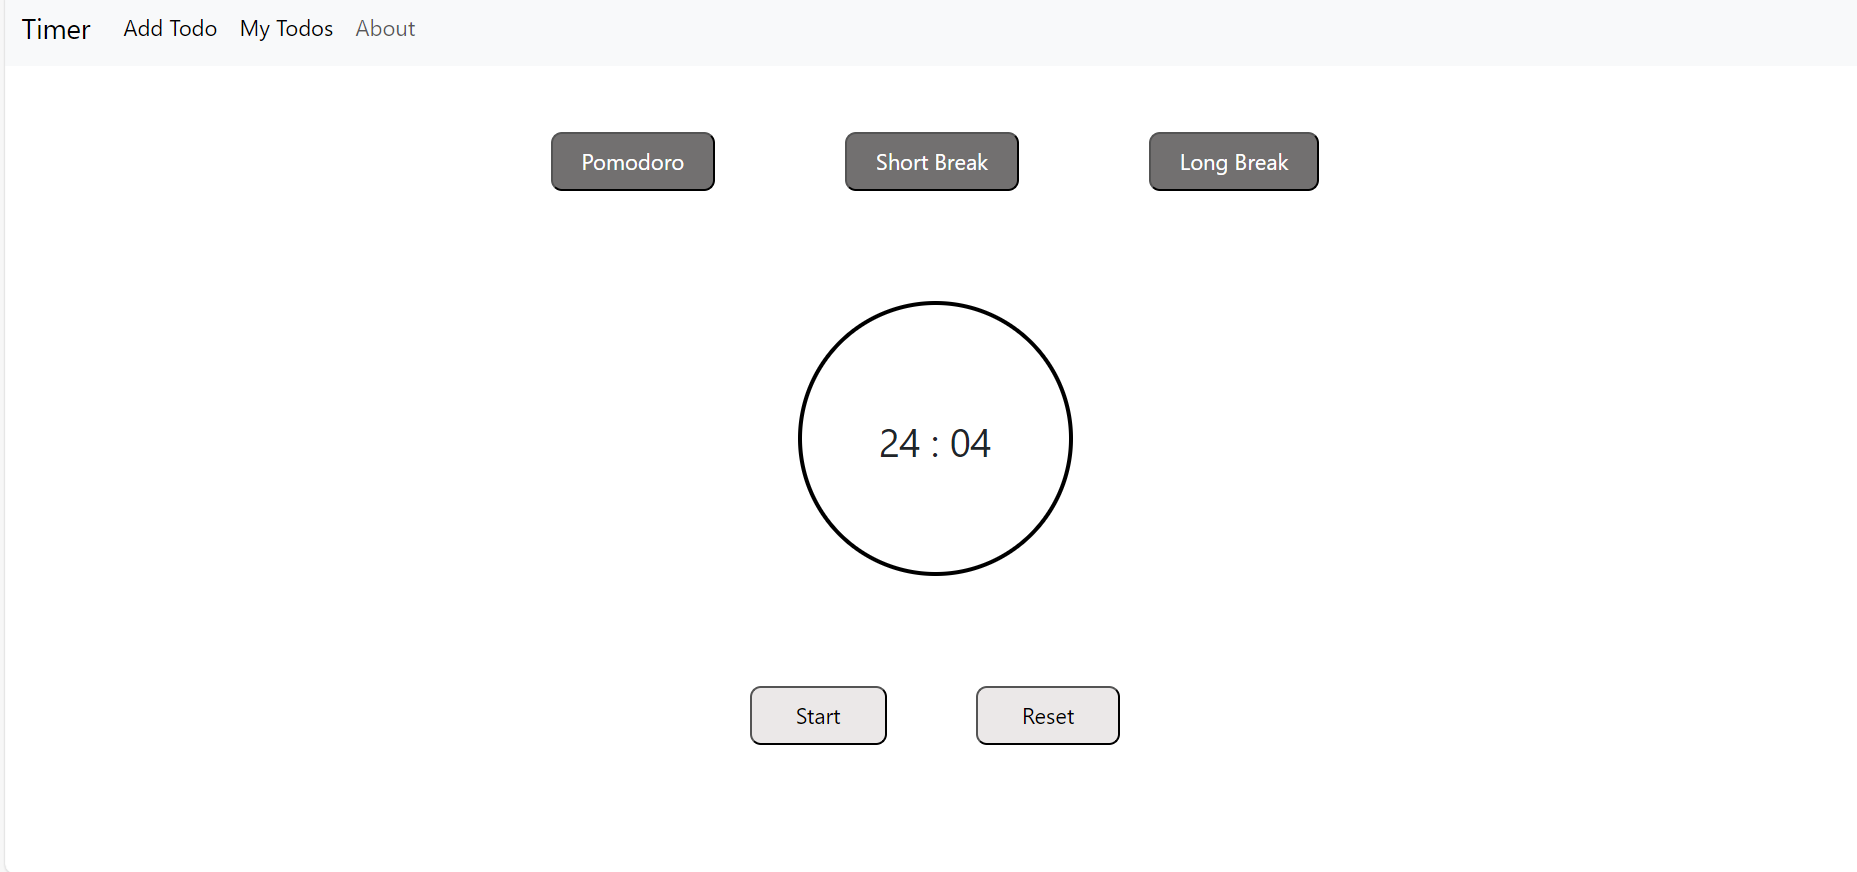 Timer Add Todo My Todos About
Pomodoro Short Break Long Break
24 : 04
Start Reset